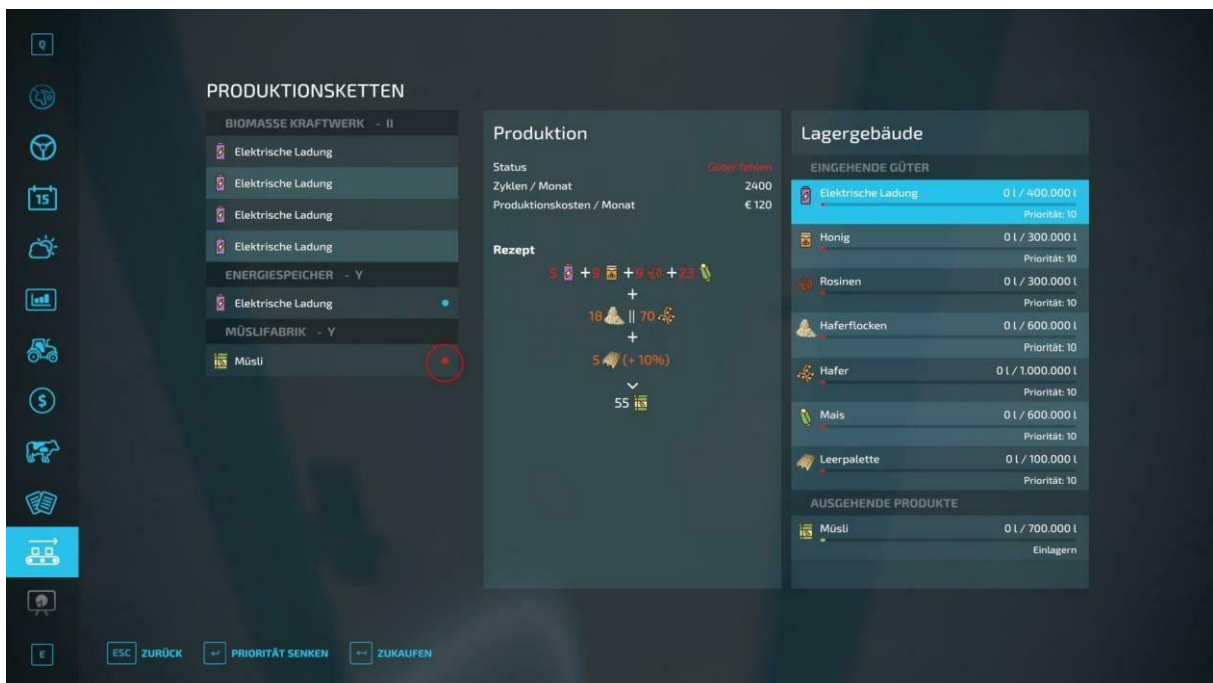 Q
15
$
E
PRODUKTIONSKETTEN
BIOMASSE KRAFTWERK - II
Elektrische Ladung
Elektrische Ladung
Elektrische Ladung
Elektrische Ladung
ENERGIESPEICHER - Y
Elektrische Ladung
MÜSLIFABRIK - Y
Müsli
Produktion
Status Güter fehlen
Zyklen / Monat 2400
Produktionskosten / Monat € 120
Rezept
5 + 9 + 9 + 23
+
18 || 70
+
5 (+ 10%)
55
Lagergebäude
EINGEHENDE GÜTER
Elektrische Ladung 0 l / 400.000 l
Priorität: 10
Honig 0 l / 300.000 l
Priorität: 10
Rosinen 0 l / 300.000 l
Priorität: 10
Haferflocken 0 l / 600.000 l
Priorität: 10
Hafer 0 l / 1.000.000 l
Priorität: 10
Mais 0 l / 600.000 l
Priorität: 10
Leerpalette 0 l / 100.000 l
Priorität: 10
AUSGEHENDE PRODUKTE
Müsli 0 l / 700.000 l
Einlagern
ESC ZURÜCK PRIORITÄT SENKEN ZUKAUFEN